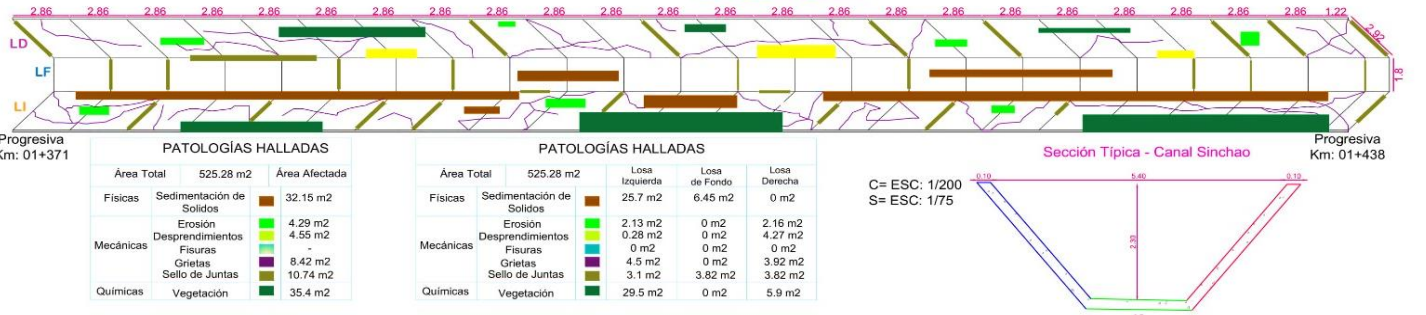 2.86 2.86 2.86 2.86 2.86 2.86 2.86 2.86 2.86 2.86 2.86 2.86 2.86 2.86 2.86 2.86 2.86 2.86 2.86 2.86 2.86 2.86 2.86 1.22
2.92
LD
LF
1.8
LI
Progresiva
Km: 01+371
Progresiva
Km: 01+438
PATOLOGÍAS HALLADAS
Área Total 525.28 m2 Área Afectada
Físicas Sedimentación de Solidos 32.15 m2
Mecánicas
Erosión 4.29 m2
Desprendimientos 4.55 m2
Fisuras -
Grietas 8.42 m2
Sello de Juntas 10.74 m2
Químicas Vegetación 35.4 m2
PATOLOGÍAS HALLADAS
Área Total 525.28 m2 Losa Izquierda Losa de Fondo Losa Derecha
Físicas Sedimentación de Solidos 25.7 m2 6.45 m2 0 m2
Mecánicas
Erosión 2.13 m2 0 m2 2.16 m2
Desprendimientos 0.28 m2 0 m2 4.27 m2
Fisuras 0 m2 0 m2 0 m2
Grietas 4.5 m2 0 m2 3.92 m2
Sello de Juntas 3.1 m2 3.82 m2 3.82 m2
Químicas Vegetación 29.5 m2 0 m2 5.9 m2
C= ESC: 1/200
S= ESC: 1/75
Sección Típica - Canal Sinchao
0.10 5.40 0.10
2.30